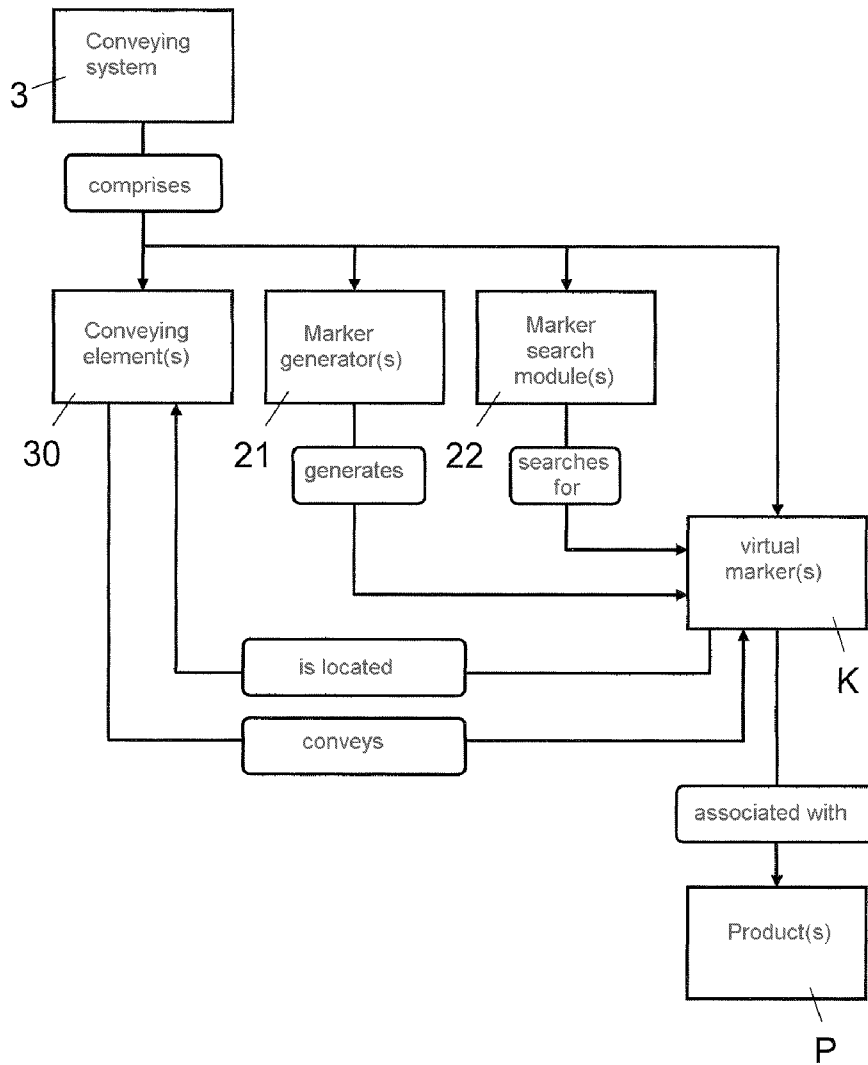 Conveying
system
3
comprises
Conveying
element(s)
Marker
generator(s)
Marker
search
module(s)
30
21
22
generates
searches
for
virtual
marker(s)
K
is located
conveys
associated with
Product(s)
P